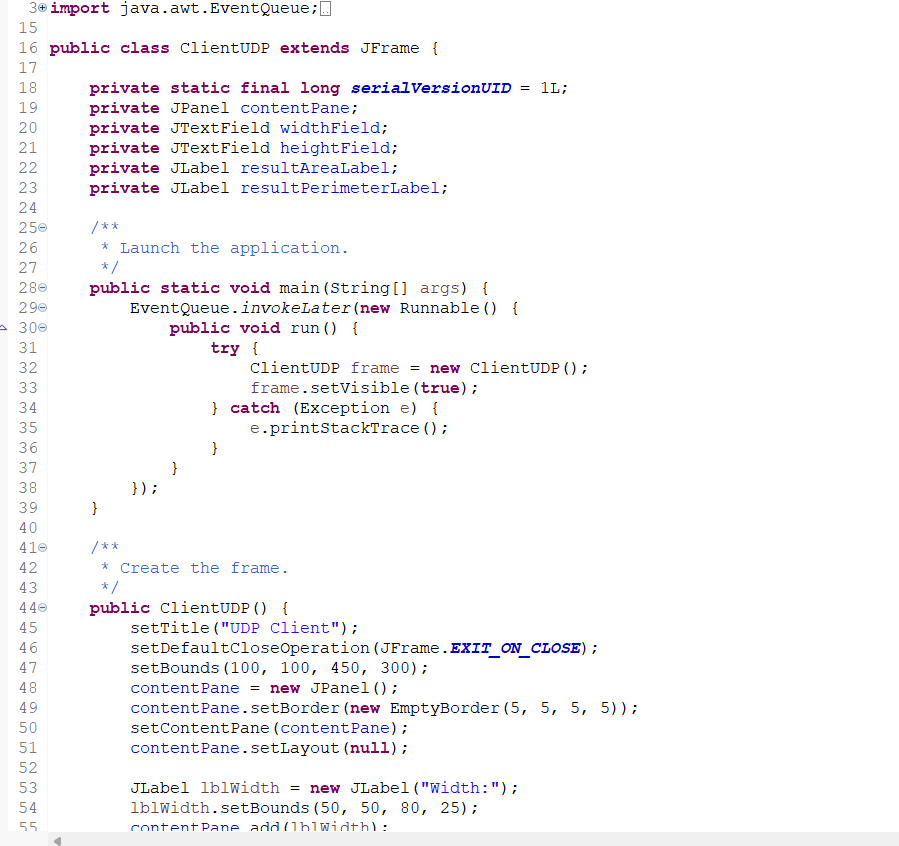 3 import java.awt.EventQueue;
15
16 public class ClientUDP extends JFrame {
17
18     private static final long serialVersionUID = 1L;
19     private JPanel contentPane;
20     private JTextField widthField;
21     private JTextField heightField;
22     private JLabel resultAreaLabel;
23     private JLabel resultPerimeterLabel;
24
25     /**
26      * Launch the application.
27      */
28     public static void main(String[] args) {
29         EventQueue.invokeLater(new Runnable() {
30             public void run() {
31                 try {
32                     ClientUDP frame = new ClientUDP();
33                     frame.setVisible(true);
34                 } catch (Exception e) {
35                     e.printStackTrace();
36                 }
37             }
38         });
39     }
40
41     /**
42      * Create the frame.
43      */
44     public ClientUDP() {
45         setTitle("UDP Client");
46         setDefaultCloseOperation(JFrame.EXIT_ON_CLOSE);
47         setBounds(100, 100, 450, 300);
48         contentPane = new JPanel();
49         contentPane.setBorder(new EmptyBorder(5, 5, 5, 5));
50         setContentPane(contentPane);
51         contentPane.setLayout(null);
52
53         JLabel lblWidth = new JLabel("Width:");
54         lblWidth.setBounds(50, 50, 80, 25);
55         contentPane.add(lblWidth);